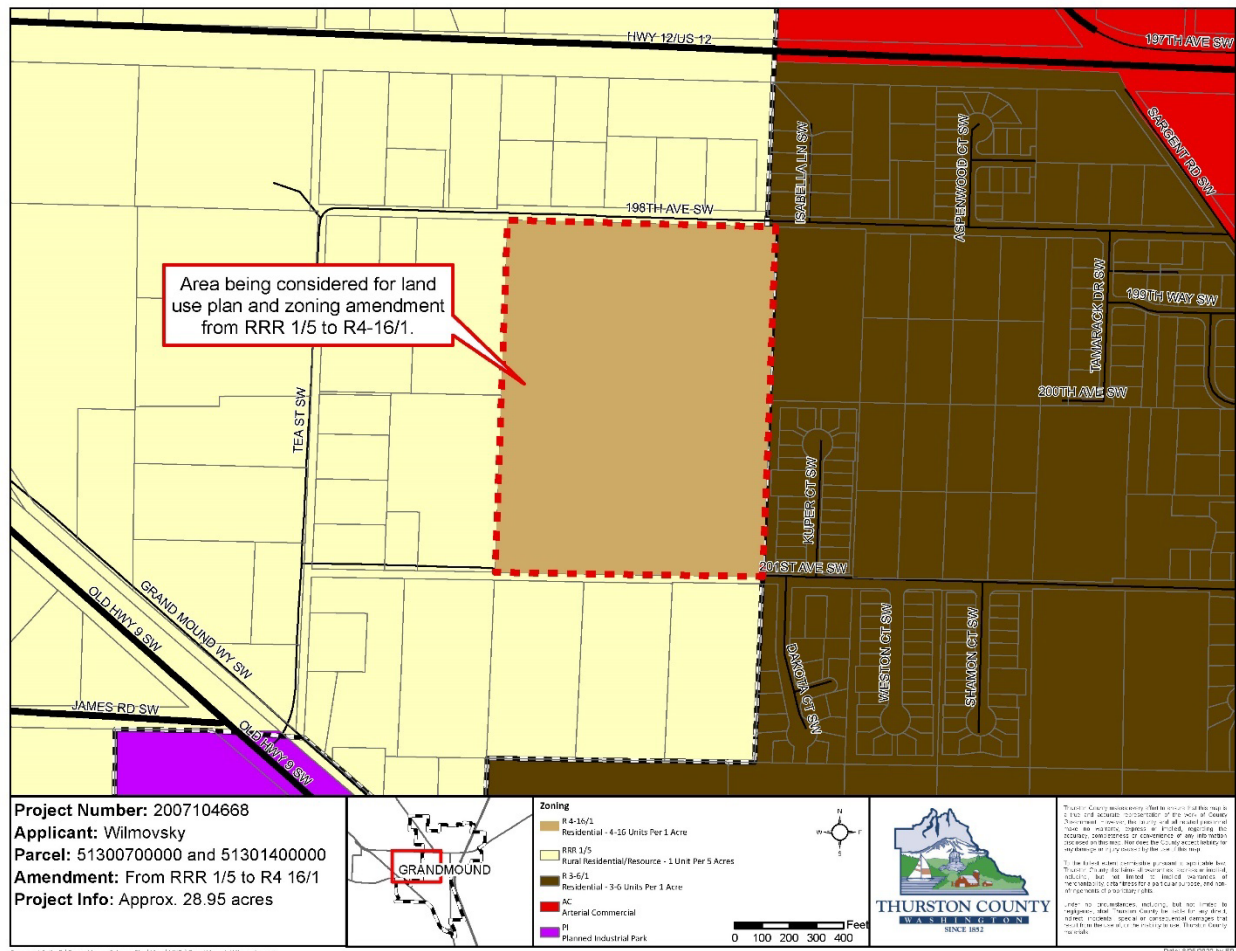 HWY 12/US 12
197TH AVE SW
SARGENT RD SW
ISABELLA LN SW
ASPENWOOD CT SW
198TH AVE SW
Area being considered for land
use plan and zoning amendment
from RRR 1/5 to R4-16/1.
TAMARACK DR SW
199TH WAY SW
200TH AVE SW
TEA ST SW
KUPER CT SW
201ST AVE SW
GRAND MOUND WY SW
OLD HWY 9 SW
DAKOTA CT SW
WESTON CT SW
SHAMON CT SW
JAMES RD SW
OLD HWY 9 SW
Project Number: 2007104668
Applicant: Wilmovsky
Parcel: 51300700000 and 51301400000
Amendment: From RRR 1/5 to R4 16/1
Project Info: Approx. 28.95 acres
GRANDMOUND
Zoning
R 4-16/1
Residential - 4-16 Units Per 1 Acre
RRR 1/5
Rural Residential/Resource - 1 Unit Per 5 Acres
R 3-6/1
Residential - 3-6 Units Per 1 Acre
AC
Arterial Commercial
PI
Planned Industrial Park
N
W
E
S
Feet
0 100 200 300 400
THURSTON COUNTY
WASHINGTON
SINCE 1852